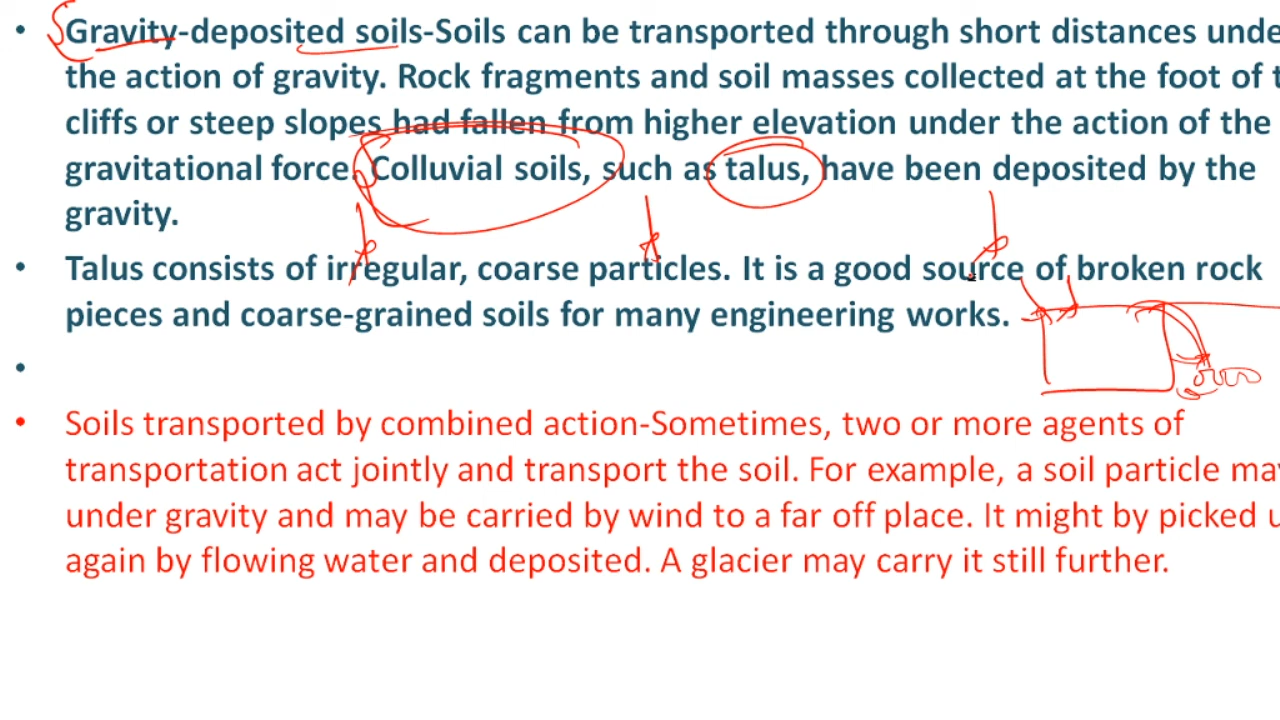 • Gravity-deposited soils-Soils can be transported through short distances unde
the action of gravity. Rock fragments and soil masses collected at the foot of t
cliffs or steep slopes had fallen from higher elevation under the action of the
gravitational force. Colluvial soils, such as talus, have been deposited by the
gravity.
• Talus consists of irregular, coarse particles. It is a good source of broken rock
pieces and coarse-grained soils for many engineering works.
•
• Soils transported by combined action-Sometimes, two or more agents of
transportation act jointly and transport the soil. For example, a soil particle may
under gravity and may be carried by wind to a far off place. It might by picked u
again by flowing water and deposited. A glacier may carry it still further.